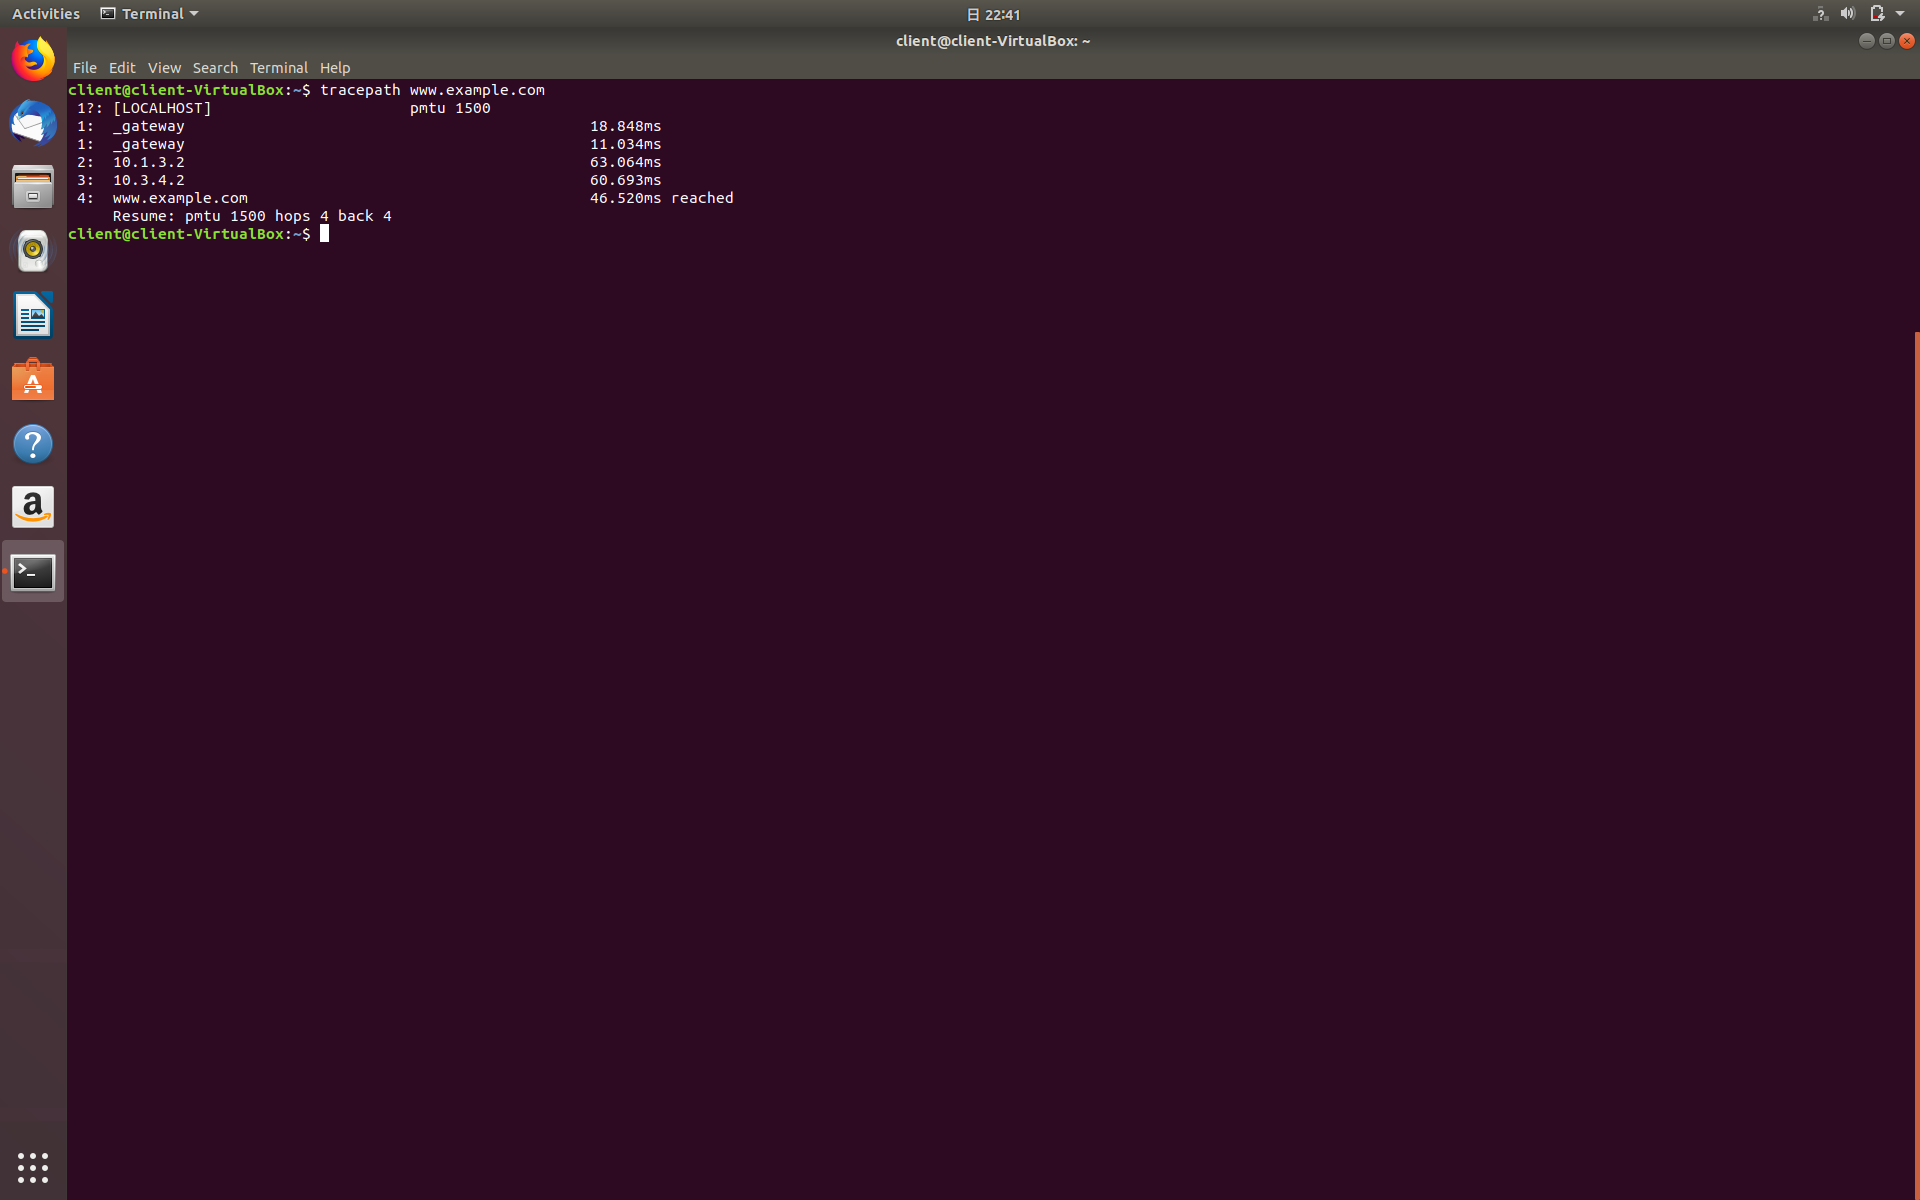 Activities Terminal 日 22:41
client@client-VirtualBox: ~
File Edit View Search Terminal Help
client@client-VirtualBox:~$ tracepath www.example.com
 1?: [LOCALHOST]                      pmtu 1500
 1:  _gateway                                             18.848ms
 1:  _gateway                                             11.034ms
 2:  10.1.3.2                                             63.064ms
 3:  10.3.4.2                                             60.693ms
 4:  www.example.com                                      46.520ms reached
     Resume: pmtu 1500 hops 4 back 4
client@client-VirtualBox:~$